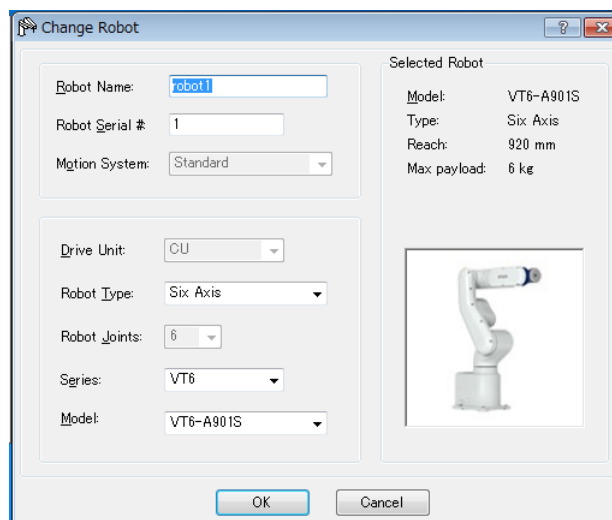 Change Robot
Robot Name: robot1
Robot Serial # 1
Motion System: Standard
Drive Unit: CU
Robot Type: Six Axis
Robot Joints: 6
Series: VT6
Model: VT6-A901S
Selected Robot
Model: VT6-A901S
Type: Six Axis
Reach: 920 mm
Max payload: 6 kg
OK Cancel